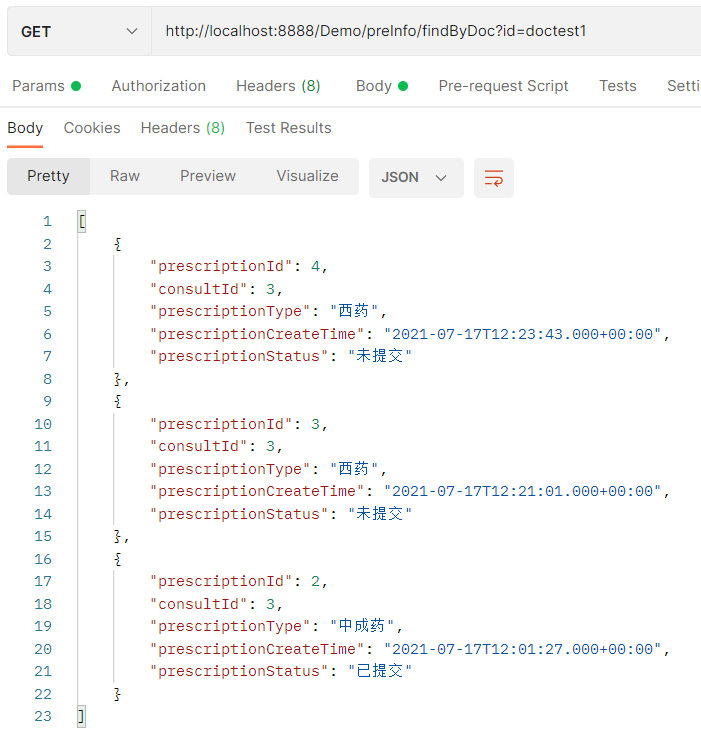 GET http://localhost:8888/Demo/preInfo/findByDoc?id=doctest1
Params Authorization Headers (8) Body Pre-request Script Tests Setti
Body Cookies Headers (8) Test Results
Pretty Raw Preview Visualize JSON
1 [
2 {
3 "prescriptionId": 4,
4 "consultId": 3,
5 "prescriptionType": "西药",
6 "prescriptionCreateTime": "2021-07-17T12:23:43.000+00:00",
7 "prescriptionStatus": "未提交"
8 },
9 {
10 "prescriptionId": 3,
11 "consultId": 3,
12 "prescriptionType": "西药",
13 "prescriptionCreateTime": "2021-07-17T12:21:01.000+00:00",
14 "prescriptionStatus": "未提交"
15 },
16 {
17 "prescriptionId": 2,
18 "consultId": 3,
19 "prescriptionType": "中成药",
20 "prescriptionCreateTime": "2021-07-17T12:01:27.000+00:00",
21 "prescriptionStatus": "已提交"
22 }
23 ]